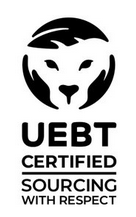 UEBT
CERTIFIED
SOURCING
WITH RESPECT